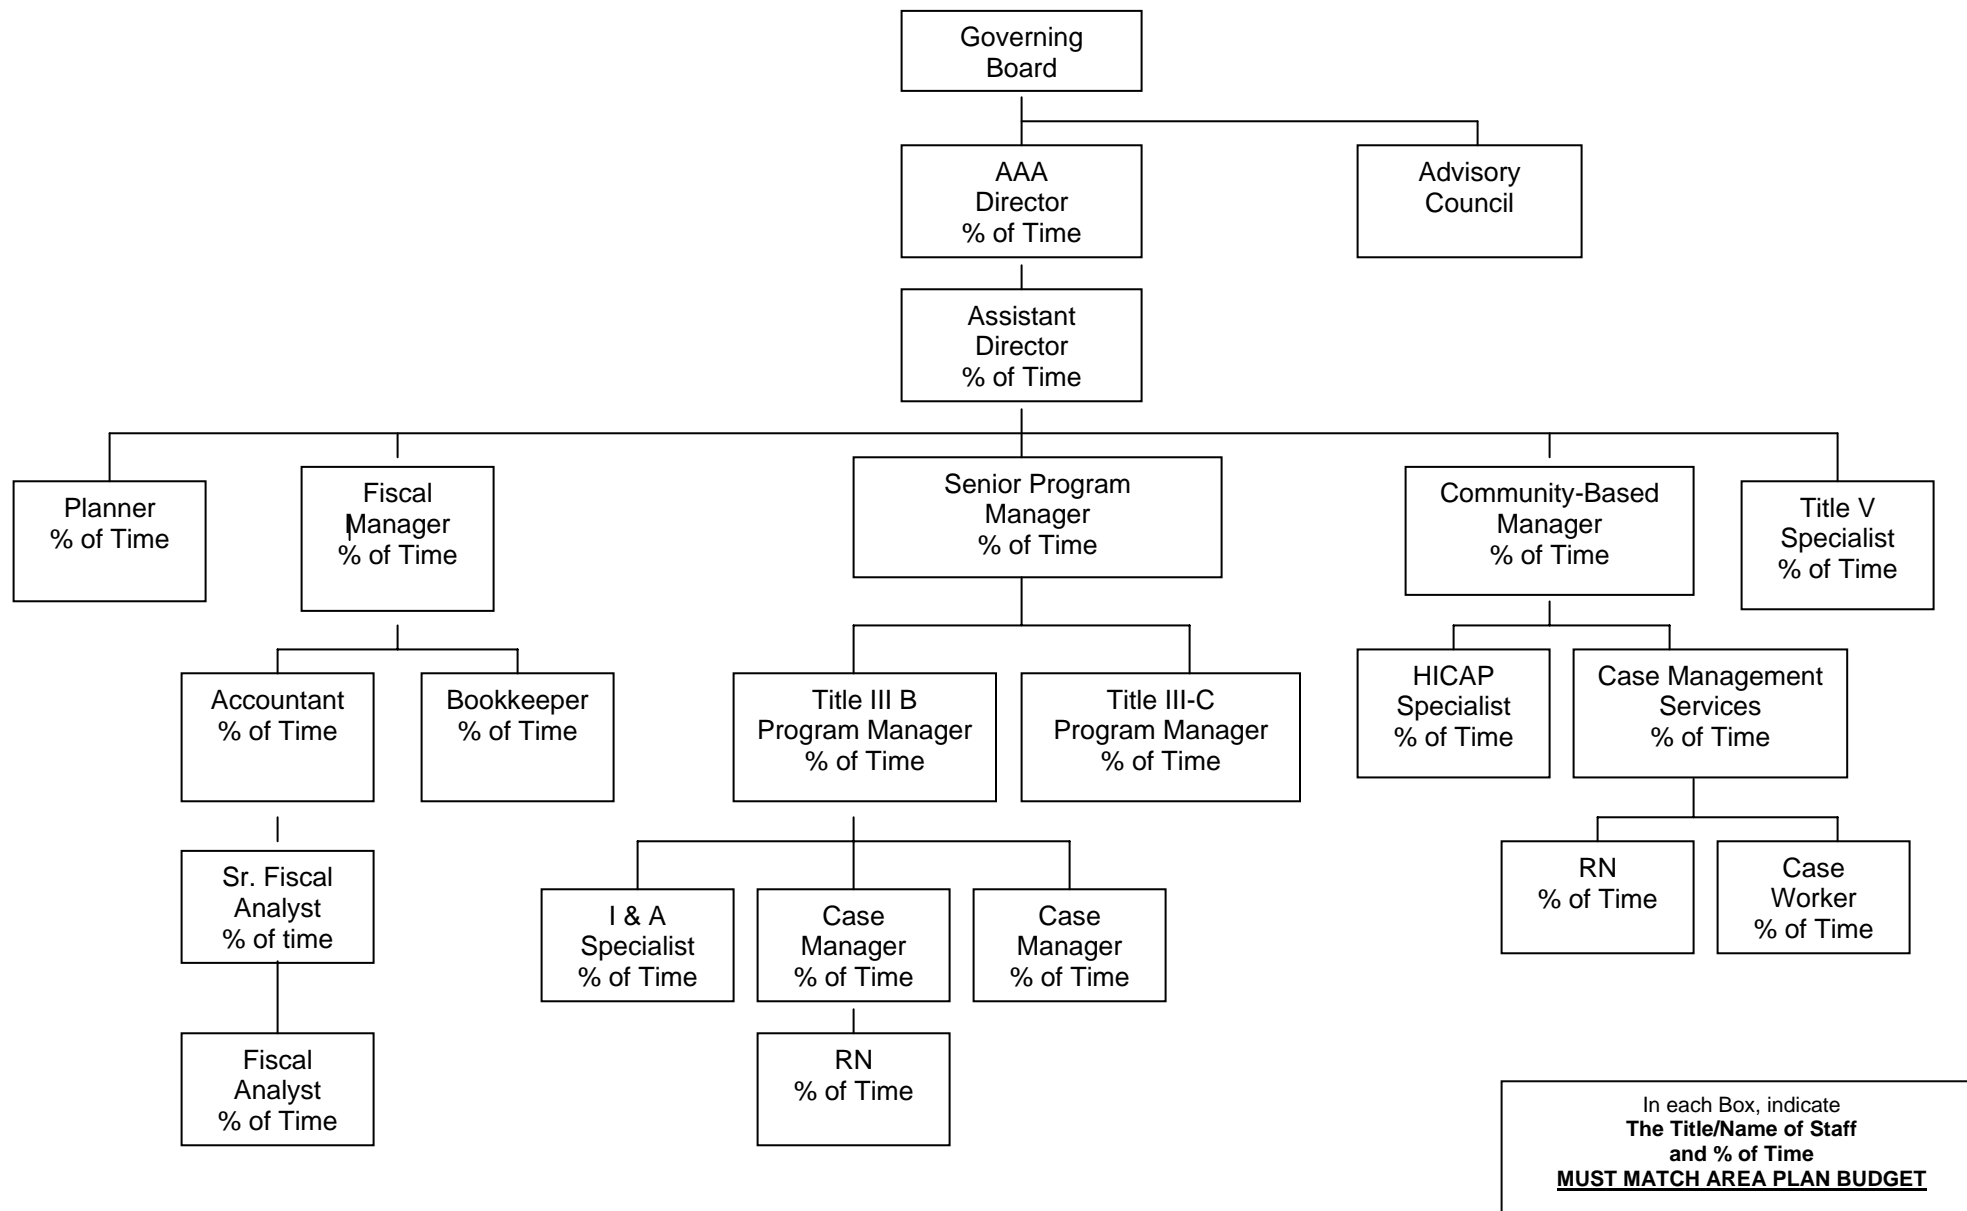 Governing
Board
AAA
Director
% of Time
Advisory
Council
Assistant
Director
% of Time
Planner
% of Time
Fiscal
Manager
% of Time
Senior Program
Manager
% of Time
Community-Based
Manager
% of Time
Title V
Specialist
% of Time
Accountant
% of Time
Bookkeeper
% of Time
Title III B
Program Manager
% of Time
Title III-C
Program Manager
% of Time
HICAP
Specialist
% of Time
Case Management
Services
% of Time
Sr. Fiscal
Analyst
% of time
I & A
Specialist
% of Time
Case
Manager
% of Time
Case
Manager
% of Time
RN
% of Time
Case
Worker
% of Time
Fiscal
Analyst
% of Time
RN
% of Time
In each Box, indicate
The Title/Name of Staff
and % of Time
MUST MATCH AREA PLAN BUDGET